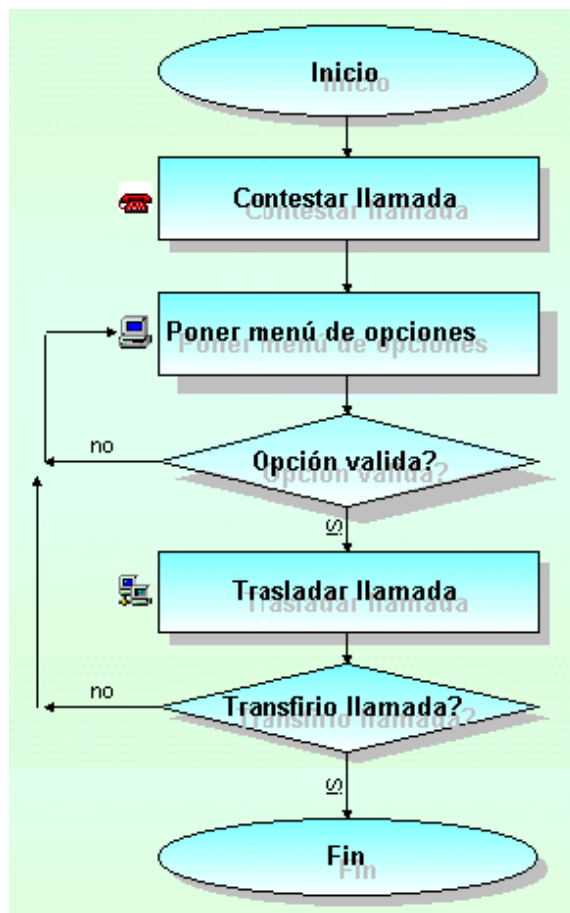 Inicio
Contestar llamada
Poner menú de opciones
no
Opción valida?
Si
Trasladar llamada
no
Transfirio llamada?
Si
Fin